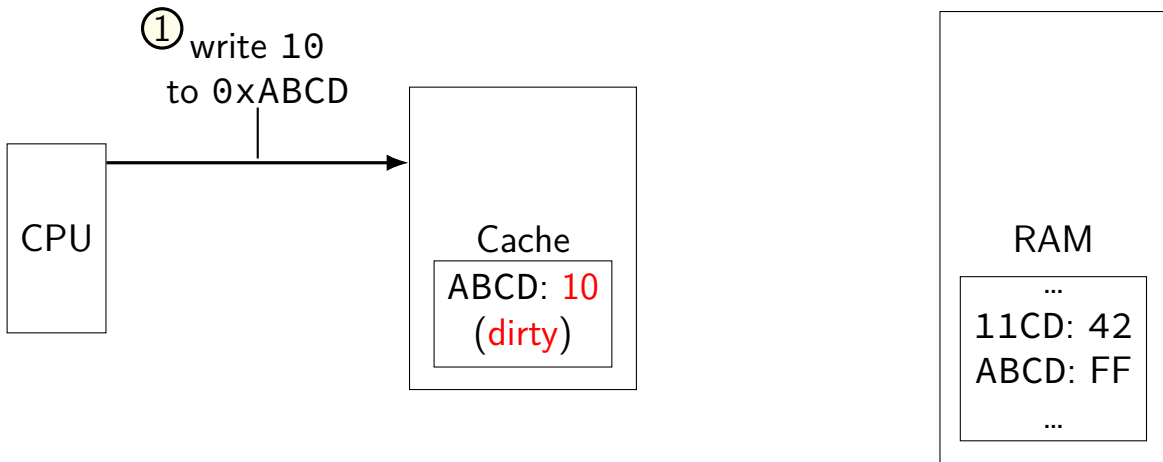 1
write 10
to 0xABCD
CPU
Cache
ABCD: 10
(dirty)
RAM
...
11CD: 42
ABCD: FF
...